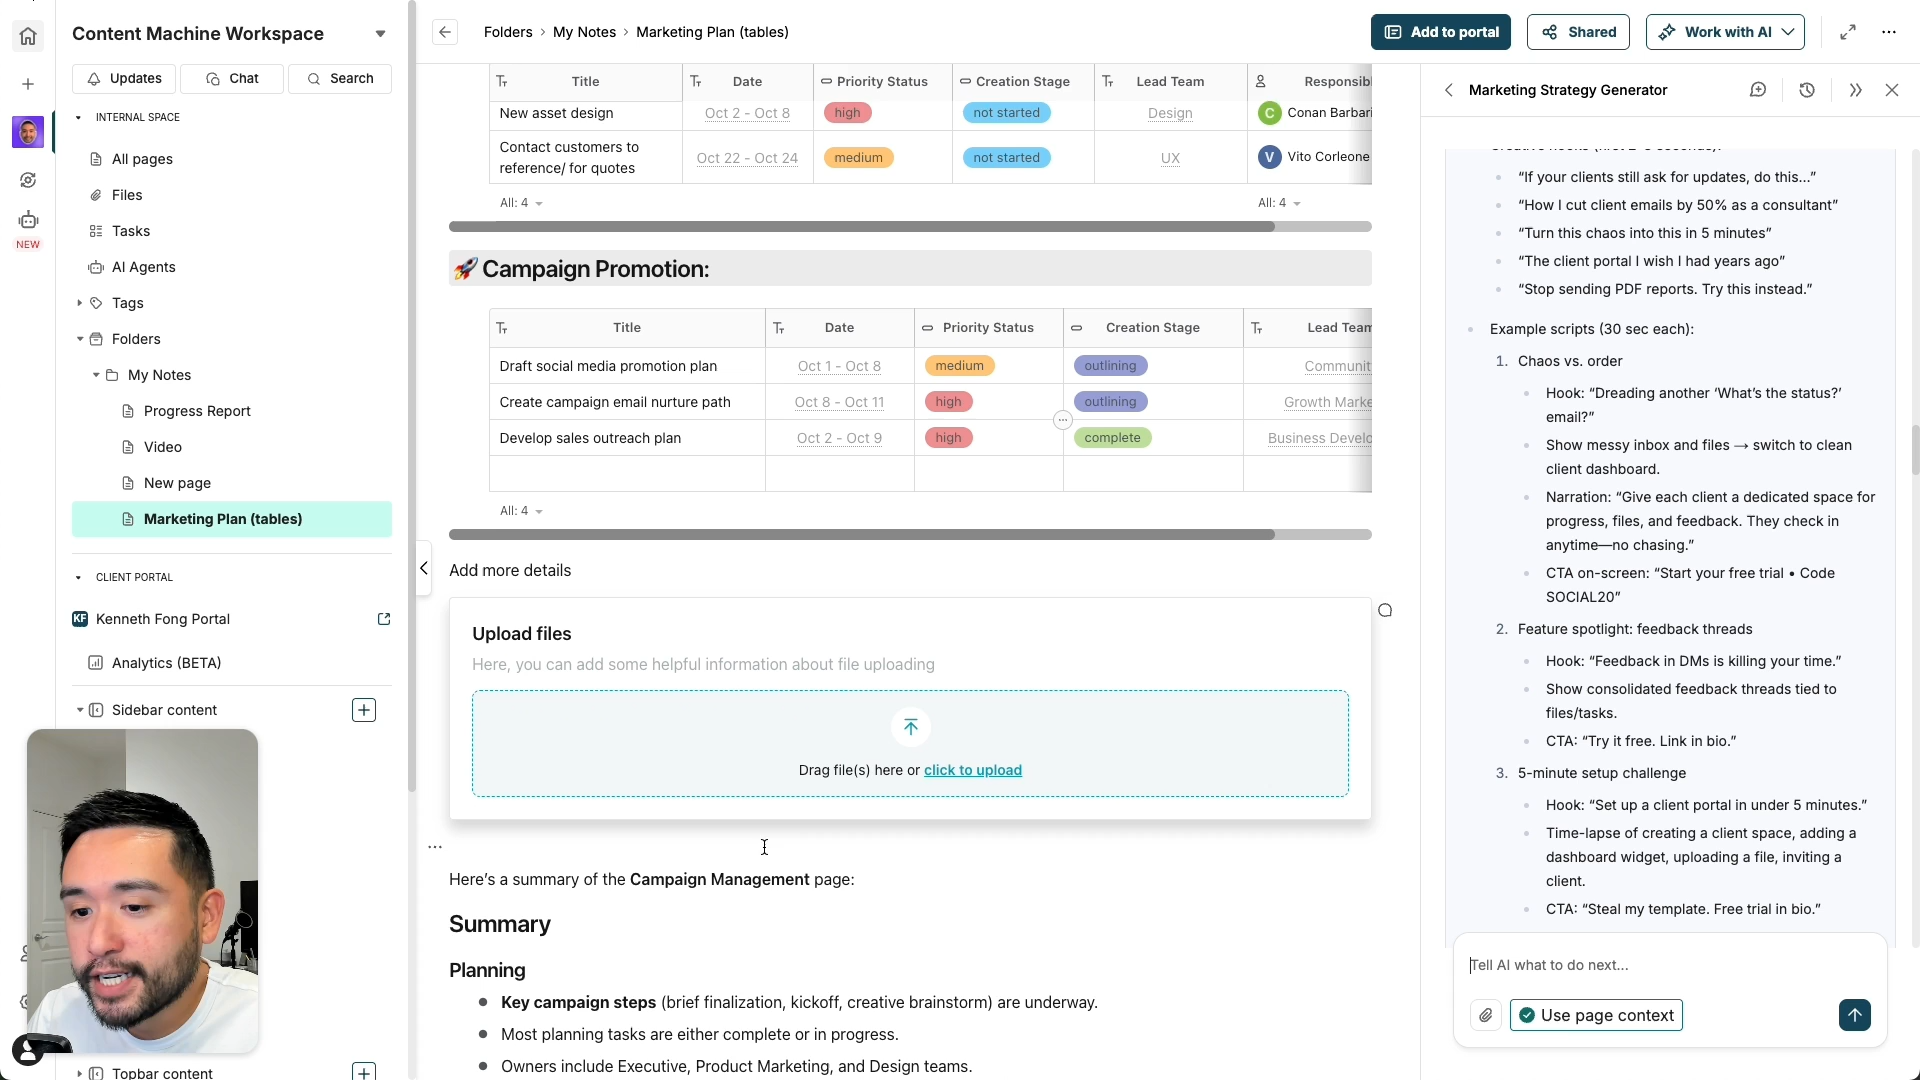 Content Machine Workspace
Updates
Chat
Search
INTERNAL SPACE
All pages
Files
Tasks
NEW
AI Agents
Tags
Folders
My Notes
Progress Report
Video
New page
Marketing Plan (tables)
CLIENT PORTAL
KF Kenneth Fong Portal
Analytics (BETA)
Sidebar content
Topbar content
Folders › My Notes › Marketing Plan (tables)
Add to portal
Shared
Work with AI
Title Date Priority Status Creation Stage Lead Team
New asset design Oct 2 - Oct 8 high not started Design C Conan
Contact customers to
reference/ for quotes Oct 22 - Oct 24 medium not started UX V Vito Corleone
All: 4 All: 4
🚀 Campaign Promotion:
Title Date Priority Status Creation Stage Lead Team
Draft social media promotion plan Oct 1 - Oct 8 medium outlining
Create campaign email nurture path Oct 8 - Oct 11 high outlining Growth
Develop sales outreach plan Oct 2 - Oct 9 high complete Business
All: 4
Add more details
Upload files
Here, you can add some helpful information about file uploading
Drag file(s) here or click to upload
Here’s a summary of the Campaign Management page:
Summary
Planning
Key campaign steps (brief finalization, kickoff, creative brainstorm) are underway.
Most planning tasks are either complete or in progress.
Owners include Executive, Product Marketing, and Design teams.
Marketing Strategy Generator
“If your clients still ask for updates, do this...”
“How I cut client emails by 50% as a consultant”
“Turn this chaos into this in 5 minutes”
“The client portal I wish I had years ago”
“Stop sending PDF reports. Try this instead.”
Example scripts (30 sec each):
1. Chaos vs. order
Hook: “Dreading another ‘What’s the status?’
email?”
Show messy inbox and files → switch to clean
client dashboard.
Narration: “Give each client a dedicated space for
progress, files, and feedback. They check in
anytime—no chasing.”
CTA on-screen: “Start your free trial • Code
SOCIAL20”
2. Feature spotlight: feedback threads
Hook: “Feedback in DMs is killing your time.”
Show consolidated feedback threads tied to
files/tasks.
CTA: “Try it free. Link in bio.”
3. 5-minute setup challenge
Hook: “Set up a client portal in under 5 minutes.”
Time-lapse of creating a client space, adding a
dashboard widget, uploading a file, inviting a
client.
CTA: “Steal my template. Free trial in bio.”
Tell AI what to do next...
Use page context